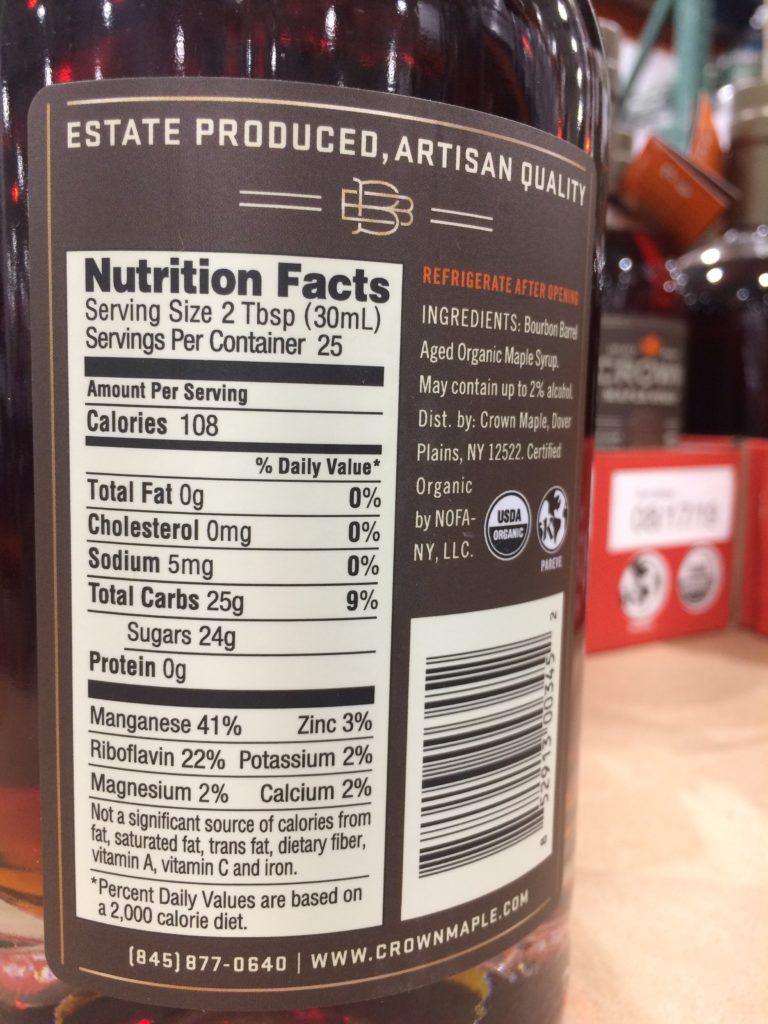 ESTATE PRODUCED, ARTISAN QUALITY
Nutrition Facts
Serving Size 2 Tbsp (30mL)
Servings Per Container 25
Amount Per Serving
Calories 108
% Daily Value*
Total Fat 0g 0%
Cholesterol 0mg 0%
Sodium 5mg 0%
Total Carbs 25g 9%
Sugars 24g
Protein 0g
Manganese 41% Zinc 3%
Riboflavin 22% Potassium 2%
Magnesium 2% Calcium 2%
Not a significant source of calories from
fat, saturated fat, trans fat, dietary fiber,
vitamin A, vitamin C and iron.
*Percent Daily Values are based on
a 2,000 calorie diet.
REFRIGERATE AFTER OPENING
INGREDIENTS: Bourbon Barrel
Aged Organic Maple Syrup.
May contain up to 2% alcohol.
Dist. by: Crown Maple, Dover
Plains, NY 12522. Certified
Organic
by NOFA-
NY, LLC.
USDA
ORGANIC
PAREVE
8 52913 00345 2
(845) 877-0640 | WWW.CROWNMAPLE.COM
CROWN